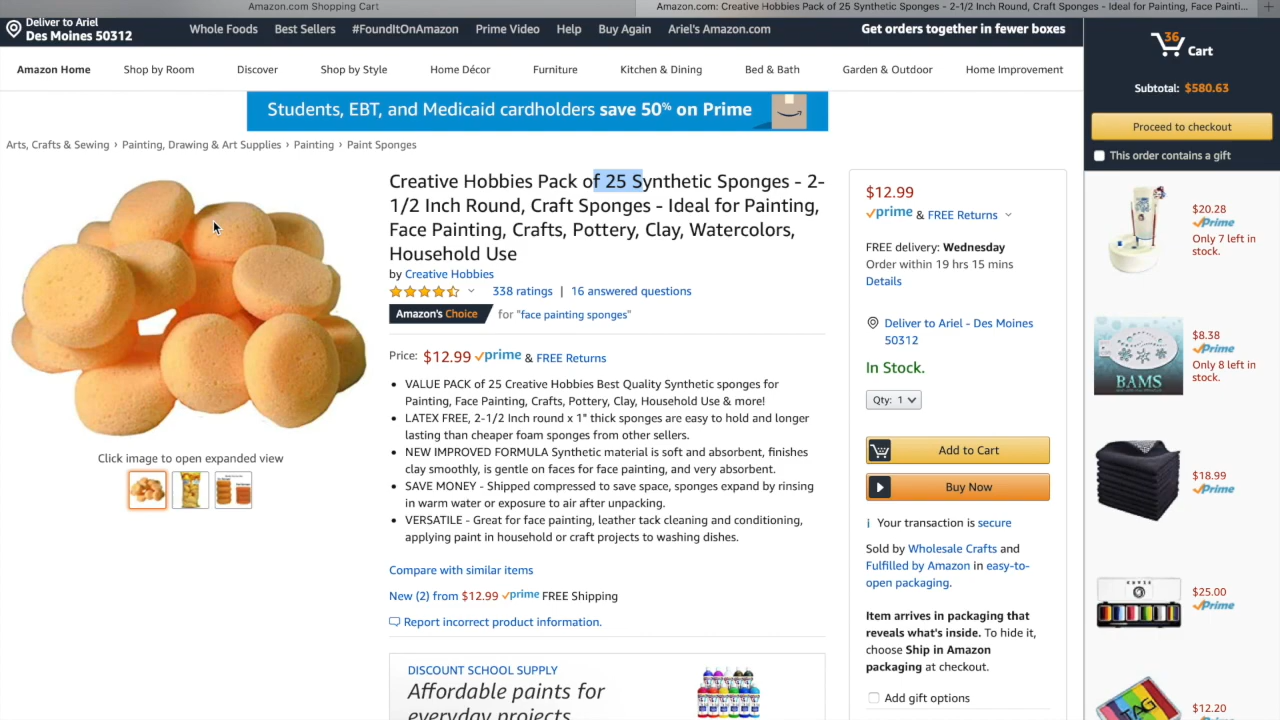 Amazon.com Shopping Cart
Amazon.com: Creative Hobbies Pack of 25 Synthetic Sponges - 2-1/2 Inch Round, Craft Sponges - Ideal for Painting, Face Painti...
Deliver to Ariel
Des Moines 50312
Whole Foods Best Sellers #FoundItOnAmazon Prime Video Help Buy Again Ariel's Amazon.com
Get orders together in fewer boxes
Amazon Home Shop by Room Discover Shop by Style Home Décor Furniture Kitchen & Dining Bed & Bath Garden & Outdoor Home Improvement
Students, EBT, and Medicaid cardholders save 50% on Prime
Arts, Crafts & Sewing › Painting, Drawing & Art Supplies › Painting › Paint Sponges
Click image to open expanded view
Creative Hobbies Pack of 25 Synthetic Sponges - 2-
1/2 Inch Round, Craft Sponges - Ideal for Painting,
Face Painting, Crafts, Pottery, Clay, Watercolors,
Household Use
by Creative Hobbies
338 ratings | 16 answered questions
Amazon's Choice for "face painting sponges"
Price: $12.99 prime & FREE Returns
• VALUE PACK of 25 Creative Hobbies Best Quality Synthetic sponges for
Painting, Face Painting, Crafts, Pottery, Clay, Household Use & more!
• LATEX FREE, 2-1/2 Inch round x 1" thick sponges are easy to hold and longer
lasting than cheaper foam sponges from other sellers.
• NEW IMPROVED FORMULA Synthetic material is soft and absorbent, finishes
clay smoothly, is gentle on faces for face painting, and very absorbent.
• SAVE MONEY - Shipped compressed to save space, sponges expand by rinsing
in warm water or exposure to air after unpacking.
• VERSATILE - Great for face painting, leather tack cleaning and conditioning,
applying paint in household or craft projects to washing dishes.
Compare with similar items
New (2) from $12.99 prime FREE Shipping
Report incorrect product information.
DISCOUNT SCHOOL SUPPLY
Affordable paints for
everyday projects
$12.99
prime & FREE Returns
FREE delivery: Wednesday
Order within 19 hrs 15 mins
Details
Deliver to Ariel - Des Moines
50312
In Stock.
Qty: 1
Add to Cart
Buy Now
Your transaction is secure
Sold by Wholesale Crafts and
Fulfilled by Amazon in easy-to-
open packaging.
Item arrives in packaging that
reveals what's inside. To hide it,
choose Ship in Amazon
packaging at checkout.
Add gift options
36
Cart
Subtotal: $580.63
Proceed to checkout
This order contains a gift
$20.28
Prime
Only 7 left in
stock.
BAMS
$8.38
Prime
Only 8 left in
stock.
$18.99
Prime
$25.00
Prime
TAG
$12.20